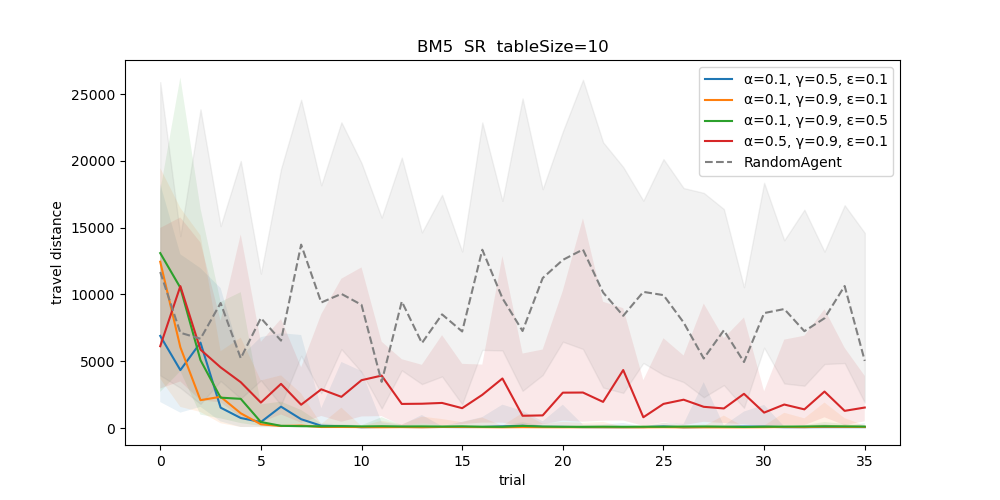 BM5  SR  tableSize=10
travel distance
25000
20000
15000
10000
5000
0
α=0.1, γ=0.5, ε=0.1
α=0.1, γ=0.9, ε=0.1
α=0.1, γ=0.9, ε=0.5
α=0.5, γ=0.9, ε=0.1
RandomAgent
0 5 10 15 20 25 30 35
trial